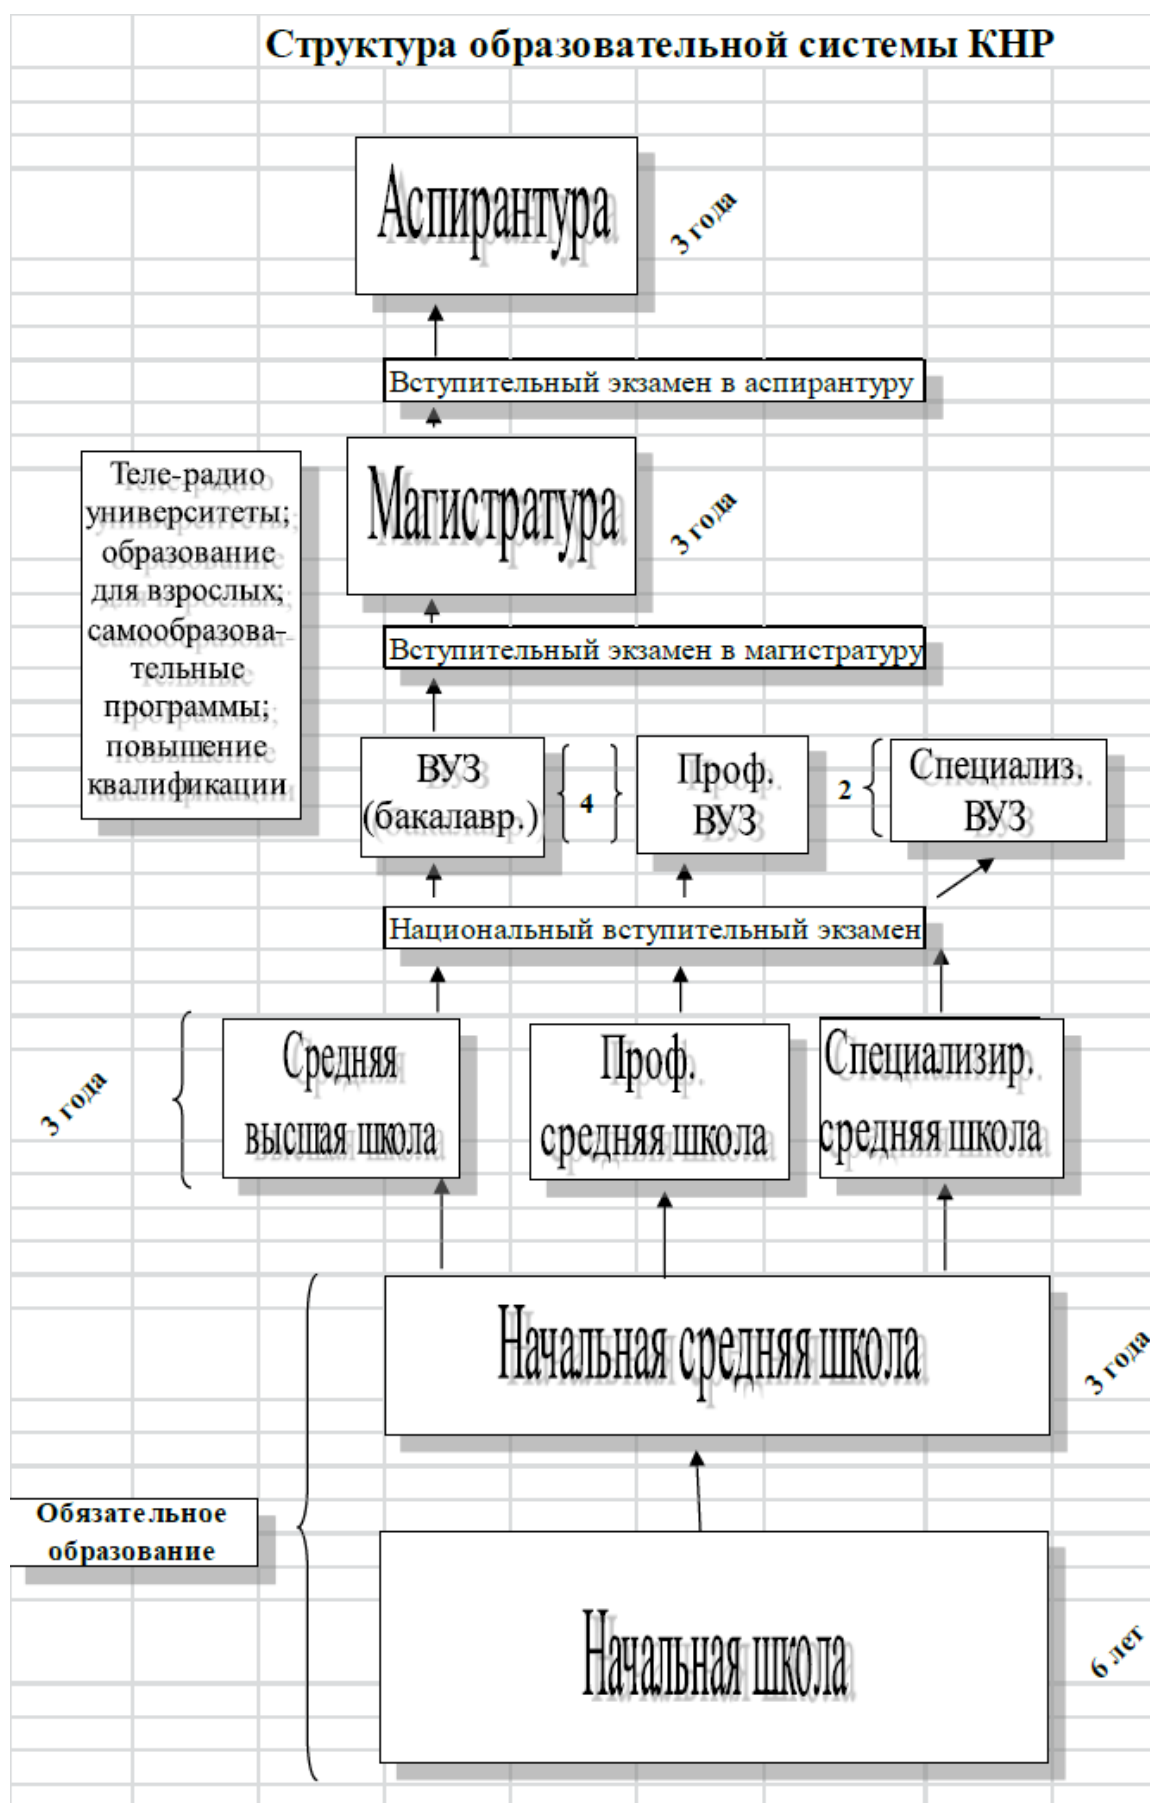 Структура образовательной системы КНР
Аспирантура
3 года
Вступительный экзамен в аспирантуру
Теле-радио
университеты;
образование
для взрослых;
самообразова-
тельные
программы;
повышение
квалификации
Магистратура
3 года
Вступительный экзамен в магистратуру
ВУЗ
(бакалавр.)
4
Проф.
ВУЗ
2
Специализ.
ВУЗ
Национальный вступительный экзамен
3 года
Средняя
высшая школа
Проф.
средняя школа
Специализир.
средняя школа
Начальная средняя школа
3 года
Обязательное
образование
Начальная школа
6 лет